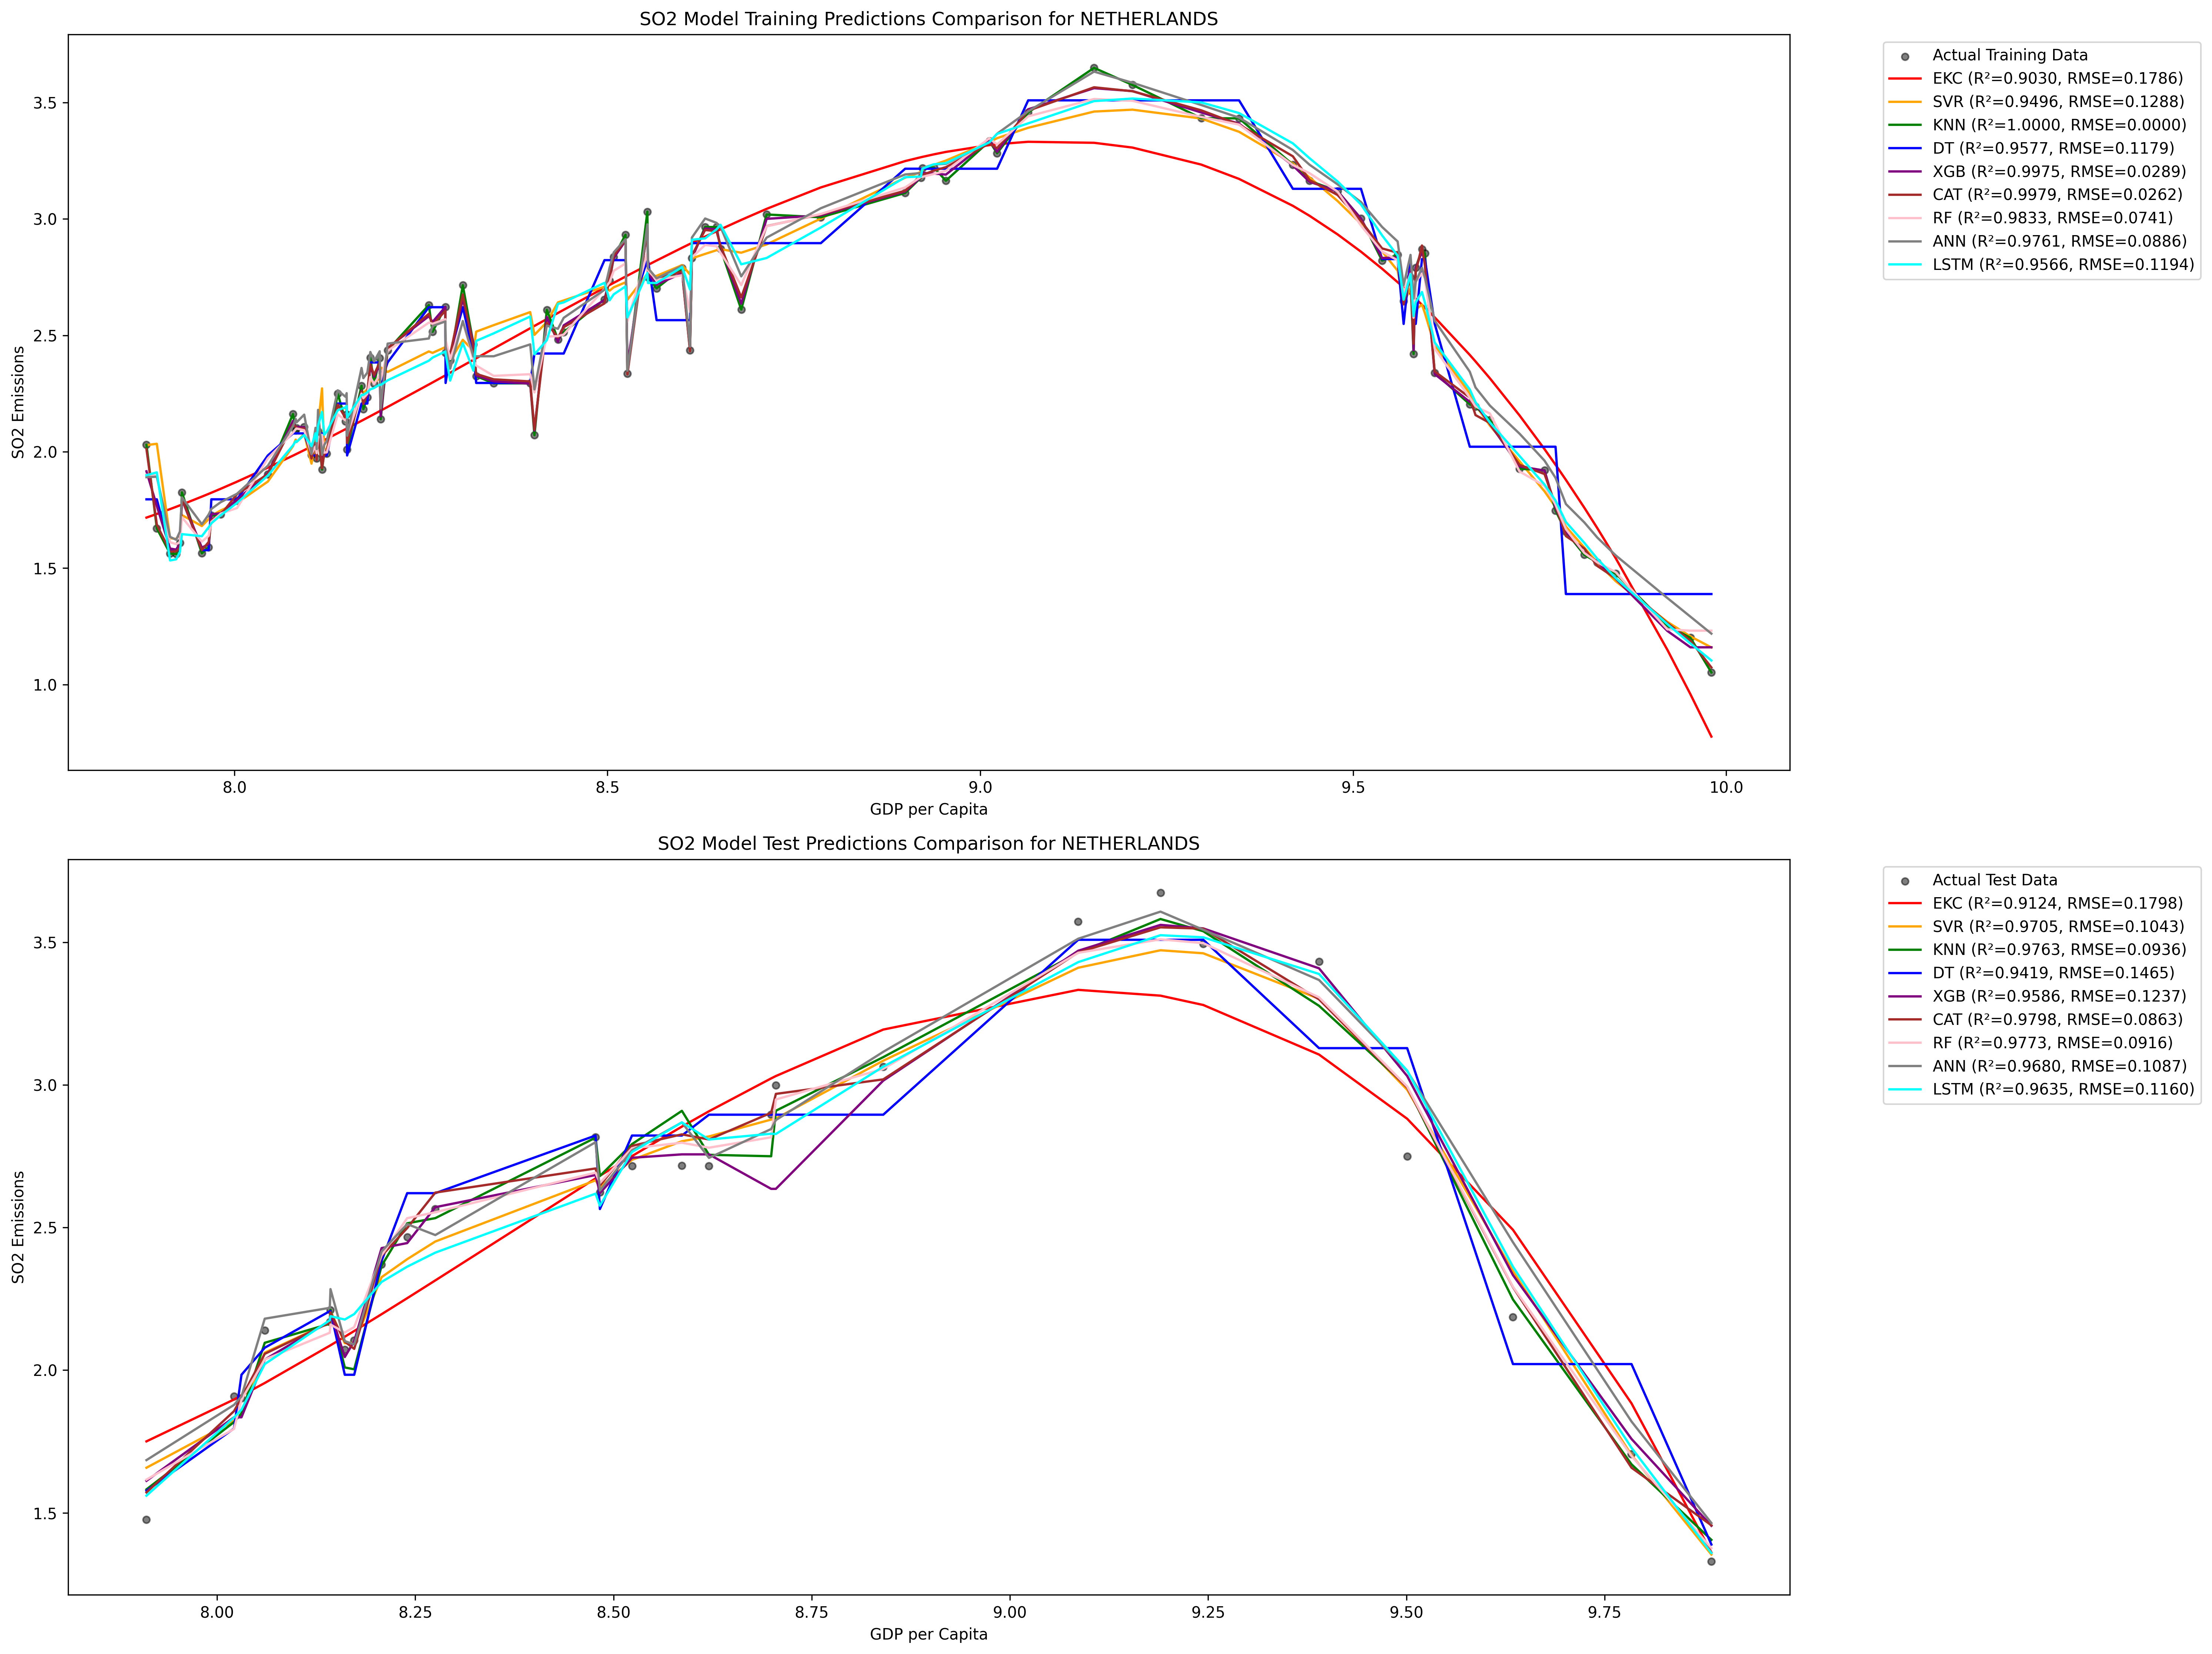 SO2 Model Training Predictions Comparison for NETHERLANDS
SO2 Emissions
3.5
3.0
2.5
2.0
1.5
1.0
8.0
8.5
9.0
9.5
10.0
GDP per Capita
Actual Training Data
EKC (R²=0.9030, RMSE=0.1786)
SVR (R²=0.9496, RMSE=0.1288)
KNN (R²=1.0000, RMSE=0.0000)
DT (R²=0.9577, RMSE=0.1179)
XGB (R²=0.9975, RMSE=0.0289)
CAT (R²=0.9979, RMSE=0.0262)
RF (R²=0.9833, RMSE=0.0741)
ANN (R²=0.9761, RMSE=0.0886)
LSTM (R²=0.9566, RMSE=0.1194)
SO2 Model Test Predictions Comparison for NETHERLANDS
SO2 Emissions
3.5
3.0
2.5
2.0
1.5
8.00
8.25
8.50
8.75
9.00
9.25
9.50
9.75
GDP per Capita
Actual Test Data
EKC (R²=0.9124, RMSE=0.1798)
SVR (R²=0.9705, RMSE=0.1043)
KNN (R²=0.9763, RMSE=0.0936)
DT (R²=0.9419, RMSE=0.1465)
XGB (R²=0.9586, RMSE=0.1237)
CAT (R²=0.9798, RMSE=0.0863)
RF (R²=0.9773, RMSE=0.0916)
ANN (R²=0.9680, RMSE=0.1087)
LSTM (R²=0.9635, RMSE=0.1160)